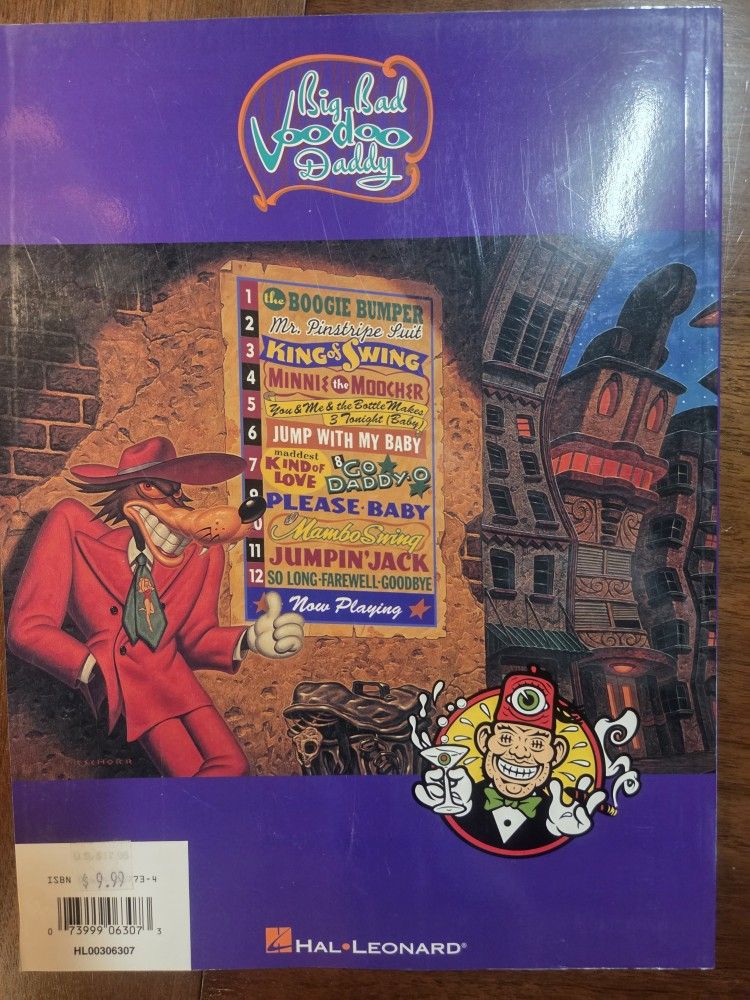 Big Bad
Voodoo
Daddy
1 the BOOGIE BUMPER
2 Mr. Pinstripe Suit
3 KING of SWING
4 MINNIE the MOOCHER
5 You & Me & the Bottle Makes
3 Tonight (Baby)
6 JUMP WITH MY BABY
7 maddest KIND OF LOVE
8 GO DADDY-O
9 PLEASE-BABY
Mambo Swing
11 JUMPIN' JACK
12 SO LONG-FAREWELL-GOODBYE
★ Now Playing ★
ISBN $ 9.99 73-4
0 73999 06307 3
HL00306307
HAL•LEONARD®